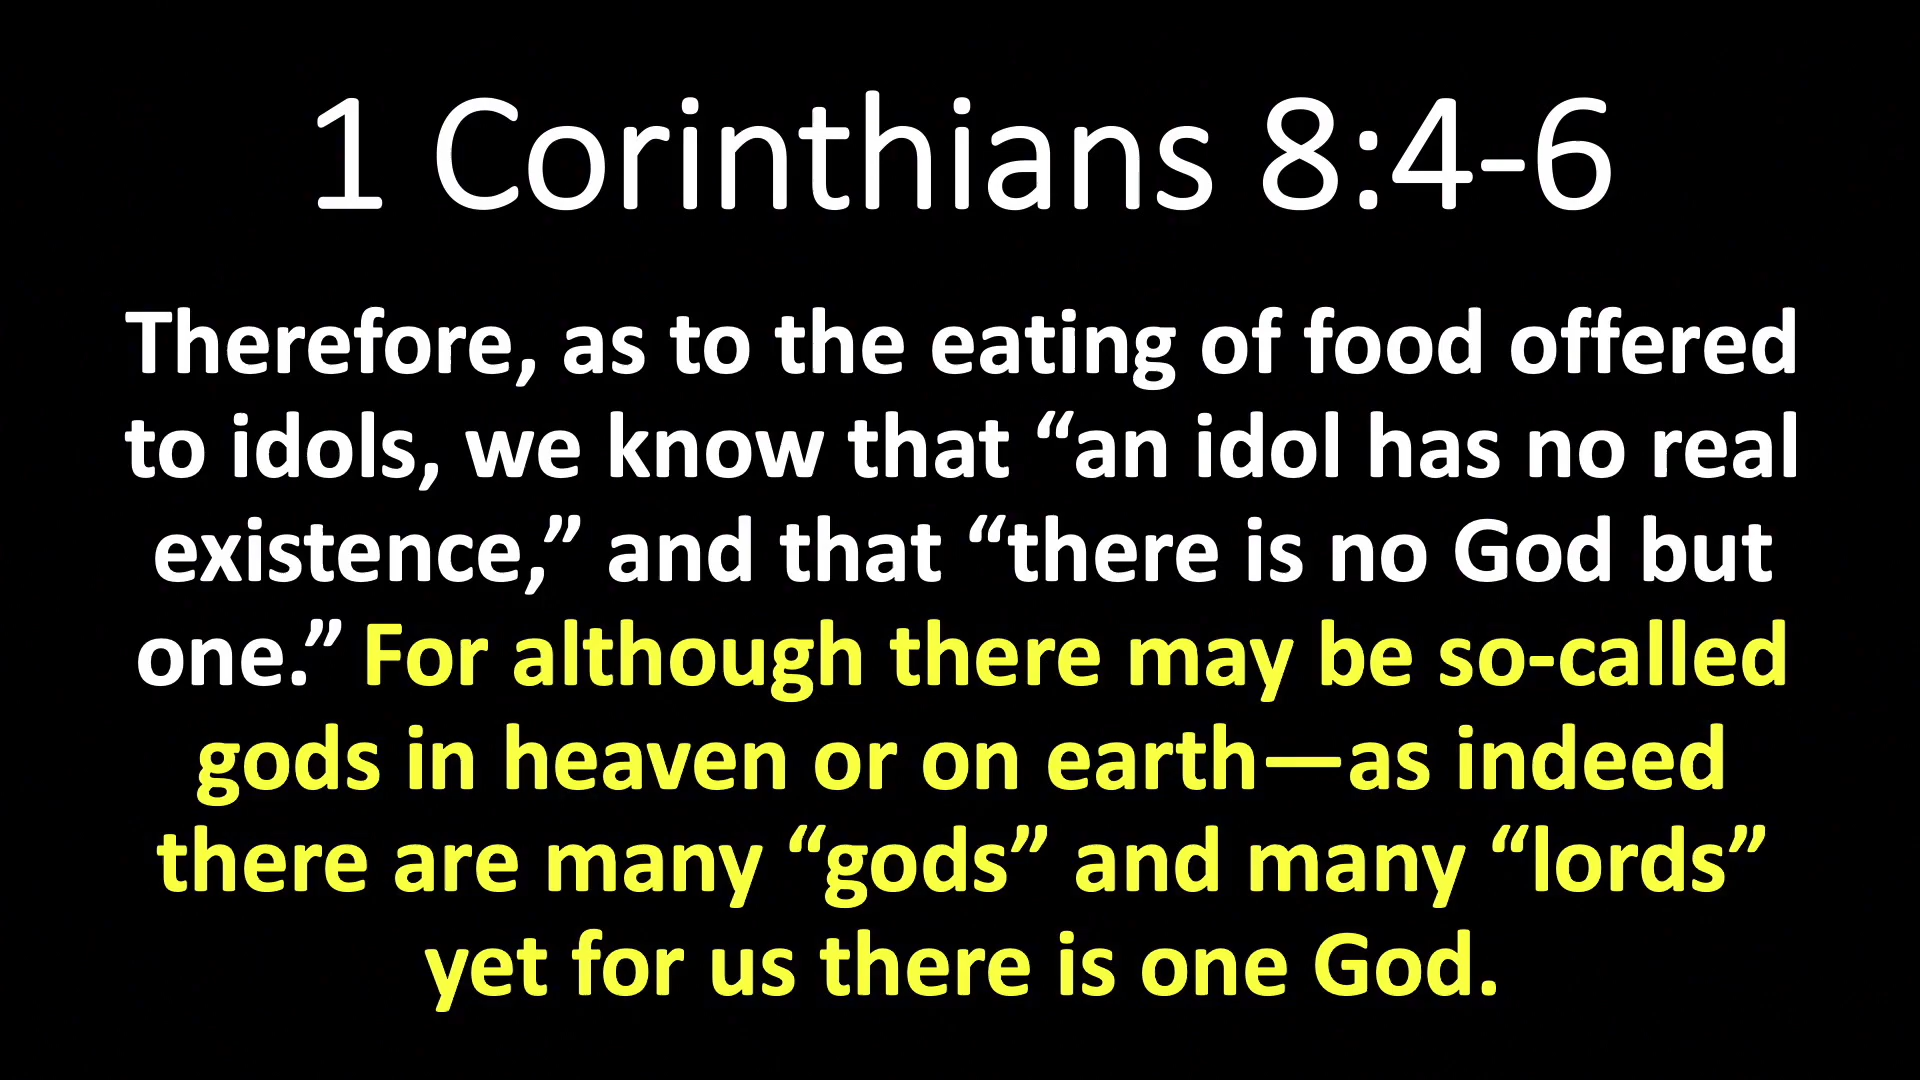 1 Corinthians 8:4-6
Therefore, as to the eating of food offered
to idols, we know that “an idol has no real
existence,” and that “there is no God but
one.” For although there may be so-called
gods in heaven or on earth—as indeed
there are many “gods” and many “lords”
yet for us there is one God.